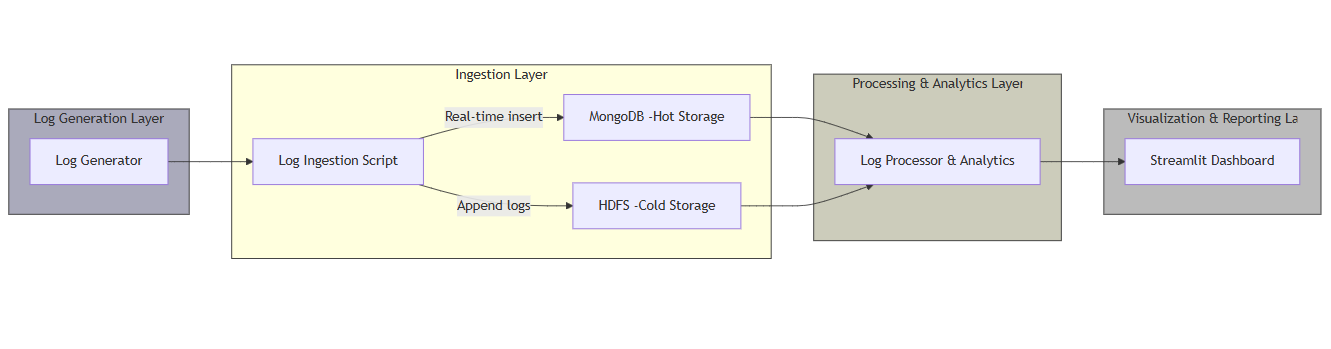 Log Generation Layer
Log Generator
Ingestion Layer
Log Ingestion Script
Real-time insert
Append logs
MongoDB -Hot Storage
HDFS -Cold Storage
Processing & Analytics Layer
Log Processor & Analytics
Visualization & Reporting La
Streamlit Dashboard